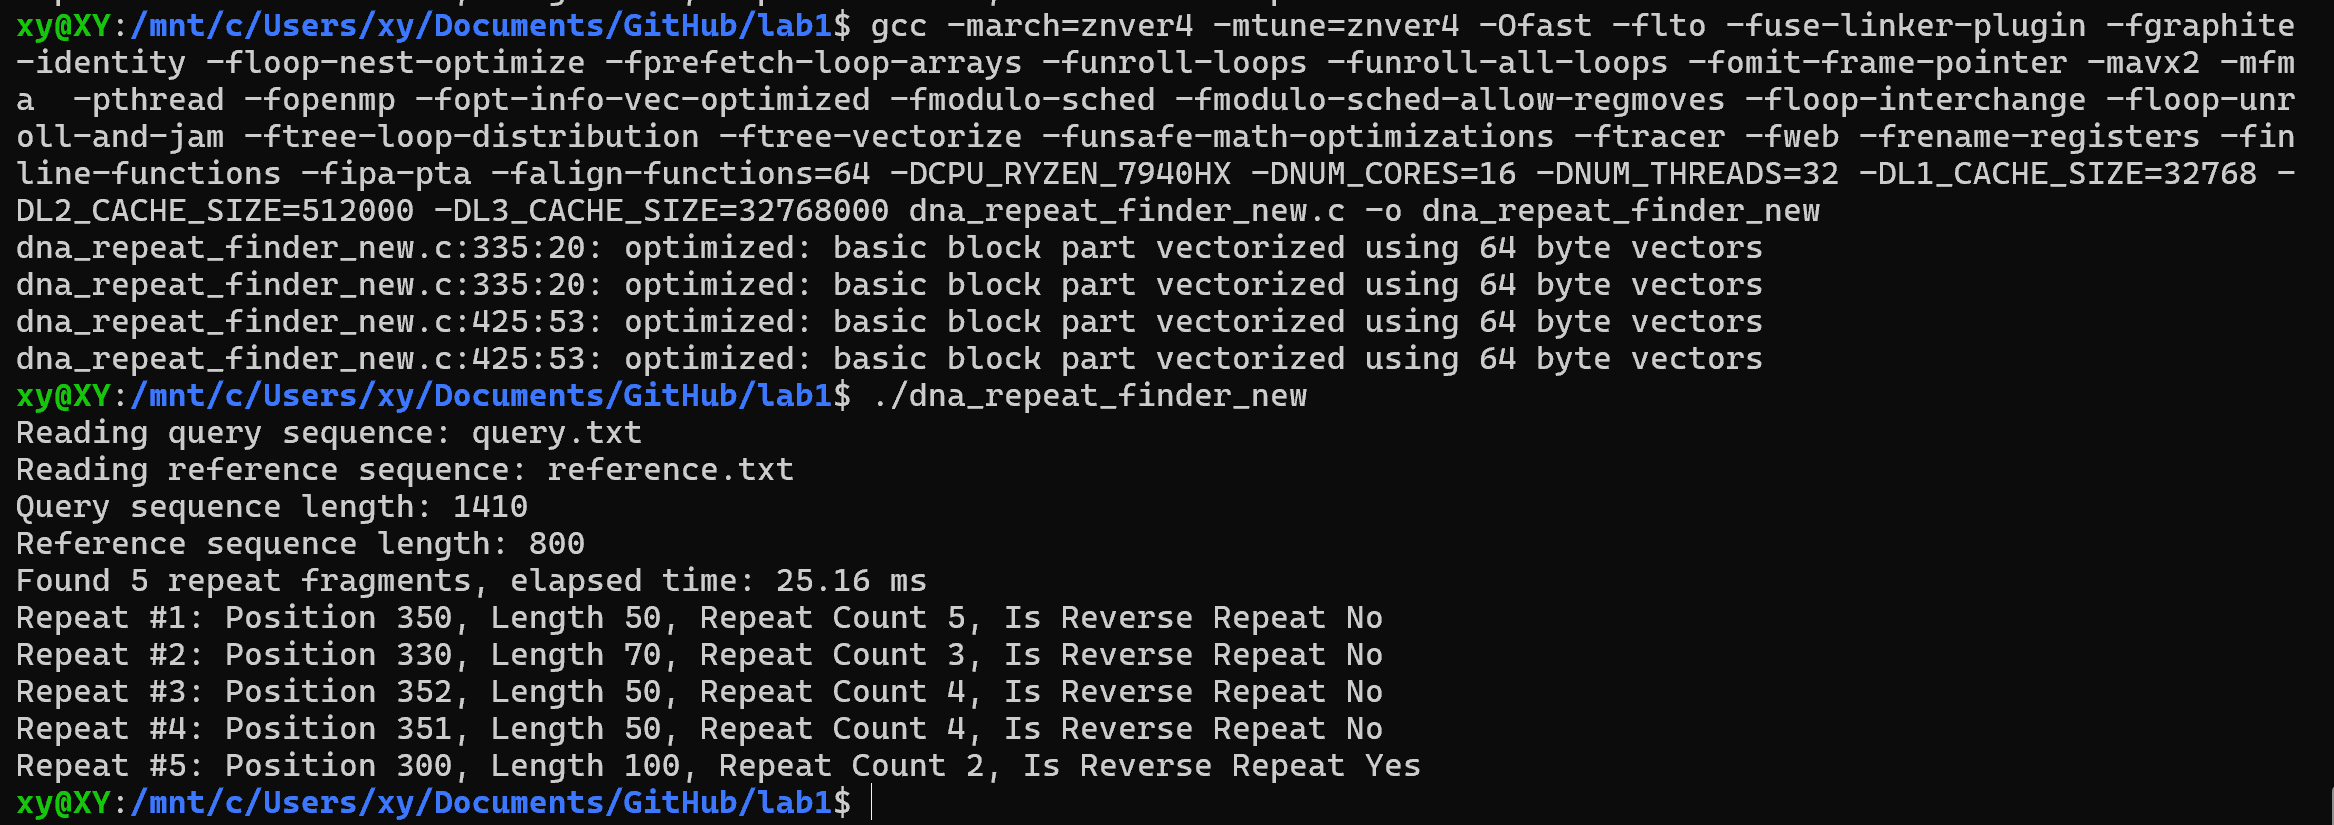 xy@XY:/mnt/c/Users/xy/Documents/GitHub/lab1$ gcc -march=znver4 -mtune=znver4 -Ofast -flto -fuse-linker-plugin -fgraphite
-identity -floop-nest-optimize -fprefetch-loop-arrays -funroll-loops -funroll-all-loops -fomit-frame-pointer -mavx2 -mfm
a  -pthread -fopenmp -fopt-info-vec-optimized -fmodulo-sched -fmodulo-sched-allow-regmoves -floop-interchange -floop-unr
oll-and-jam -ftree-loop-distribution -ftree-vectorize -funsafe-math-optimizations -ftracer -fweb -frename-registers -fin
line-functions -fipa-pta -falign-functions=64 -DCPU_RYZEN_7940HX -DNUM_CORES=16 -DNUM_THREADS=32 -DL1_CACHE_SIZE=32768 -
DL2_CACHE_SIZE=512000 -DL3_CACHE_SIZE=32768000 dna_repeat_finder_new.c -o dna_repeat_finder_new
dna_repeat_finder_new.c:335:20: optimized: basic block part vectorized using 64 byte vectors
dna_repeat_finder_new.c:335:20: optimized: basic block part vectorized using 64 byte vectors
dna_repeat_finder_new.c:425:53: optimized: basic block part vectorized using 64 byte vectors
dna_repeat_finder_new.c:425:53: optimized: basic block part vectorized using 64 byte vectors
xy@XY:/mnt/c/Users/xy/Documents/GitHub/lab1$ ./dna_repeat_finder_new
Reading query sequence: query.txt
Reading reference sequence: reference.txt
Query sequence length: 1410
Reference sequence length: 800
Found 5 repeat fragments, elapsed time: 25.16 ms
Repeat #1: Position 350, Length 50, Repeat Count 5, Is Reverse Repeat No
Repeat #2: Position 330, Length 70, Repeat Count 3, Is Reverse Repeat No
Repeat #3: Position 352, Length 50, Repeat Count 4, Is Reverse Repeat No
Repeat #4: Position 351, Length 50, Repeat Count 4, Is Reverse Repeat No
Repeat #5: Position 300, Length 100, Repeat Count 2, Is Reverse Repeat Yes
xy@XY:/mnt/c/Users/xy/Documents/GitHub/lab1$